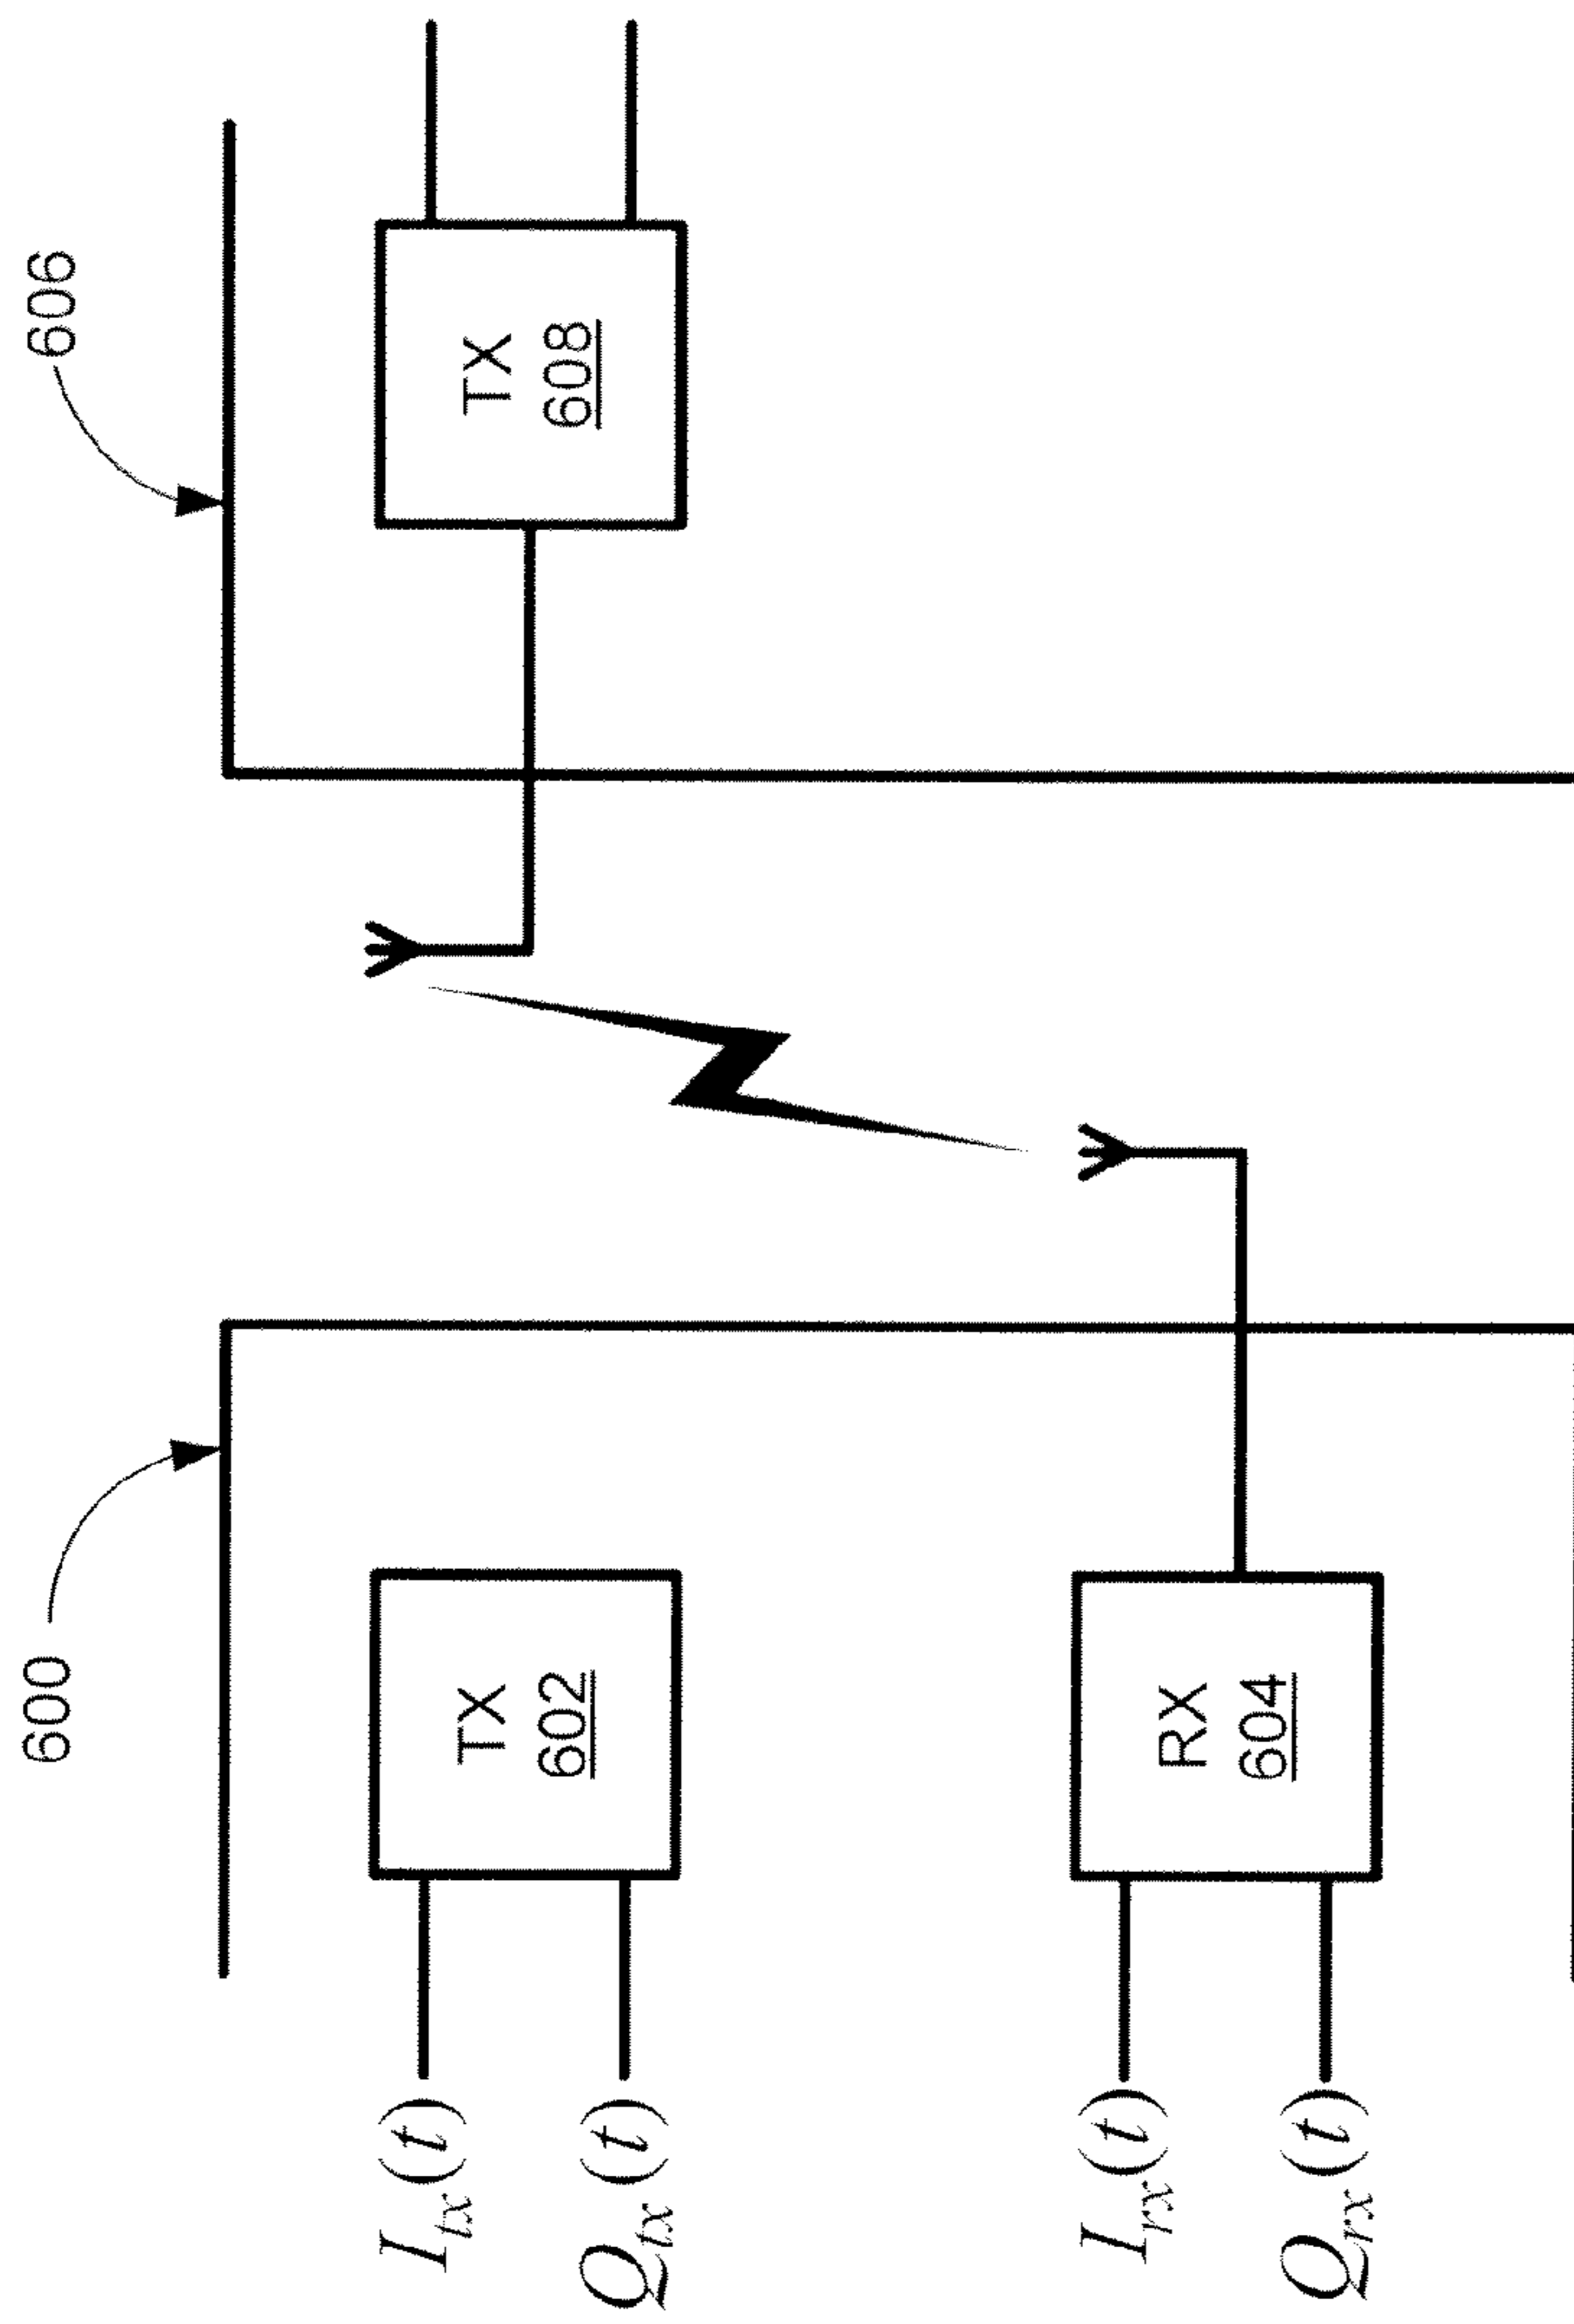 600
606
I_tx(t)
Q_tx(t)
TX
602
TX
608
I_rx(t)
Q_rx(t)
RX
604